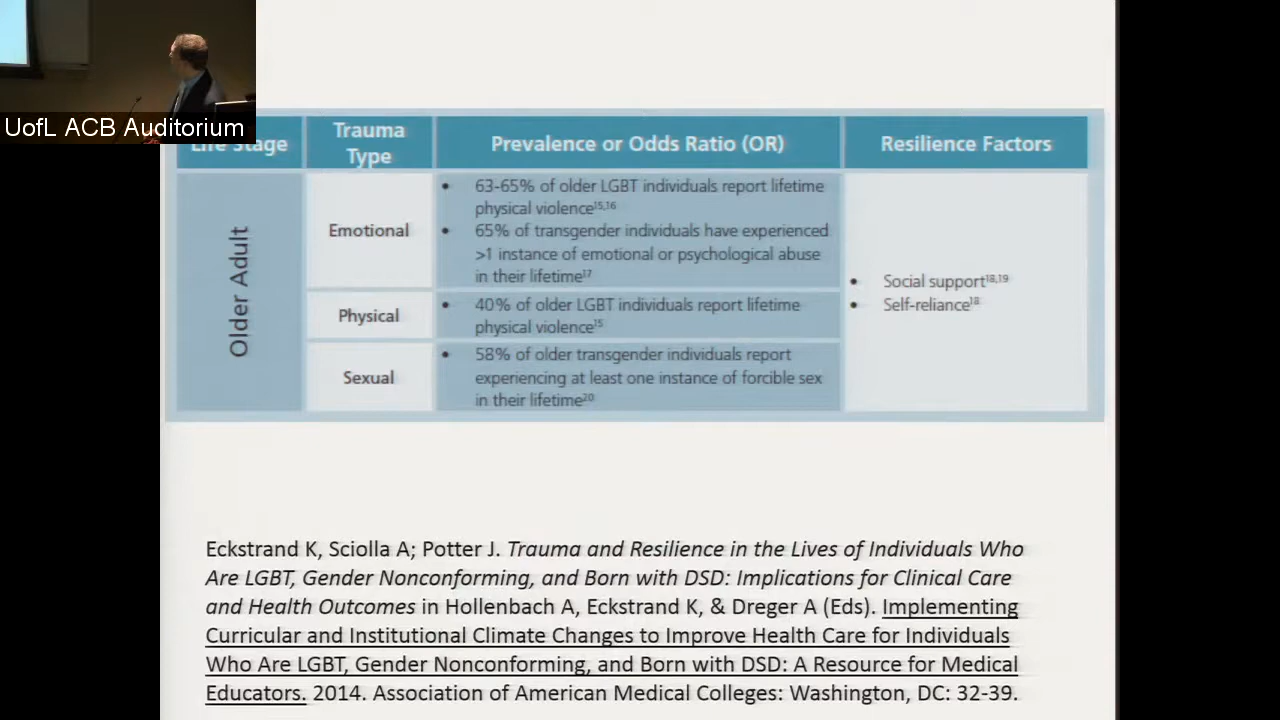 UofL ACB Auditorium
Life Stage
Trauma
Type
Prevalence or Odds Ratio (OR)
Resilience Factors
Older Adult
Emotional
• 63-65% of older LGBT individuals report lifetime
physical violence15,16
• 65% of transgender individuals have experienced
>1 instance of emotional or psychological abuse
in their lifetime17
Physical
• 40% of older LGBT individuals report lifetime
physical violence15
Sexual
• 58% of older transgender individuals report
experiencing at least one instance of forcible sex
in their lifetime20
• Social support18,19
• Self-reliance18
Eckstrand K, Sciolla A; Potter J. Trauma and Resilience in the Lives of Individuals Who
Are LGBT, Gender Nonconforming, and Born with DSD: Implications for Clinical Care
and Health Outcomes in Hollenbach A, Eckstrand K, & Dreger A (Eds). Implementing
Curricular and Institutional Climate Changes to Improve Health Care for Individuals
Who Are LGBT, Gender Nonconforming, and Born with DSD: A Resource for Medical
Educators. 2014. Association of American Medical Colleges: Washington, DC: 32-39.